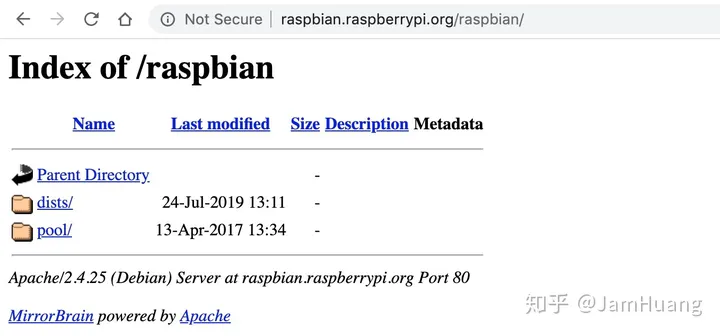 Not Secure | raspbian.raspberrypi.org/raspbian/
Index of /raspbian
Name Last modified Size Description Metadata
Parent Directory -
dists/ 24-Jul-2019 13:11 -
pool/ 13-Apr-2017 13:34 -
Apache/2.4.25 (Debian) Server at raspbian.raspberrypi.org Port 80
MirrorBrain powered by Apache
知乎 @JamHuang